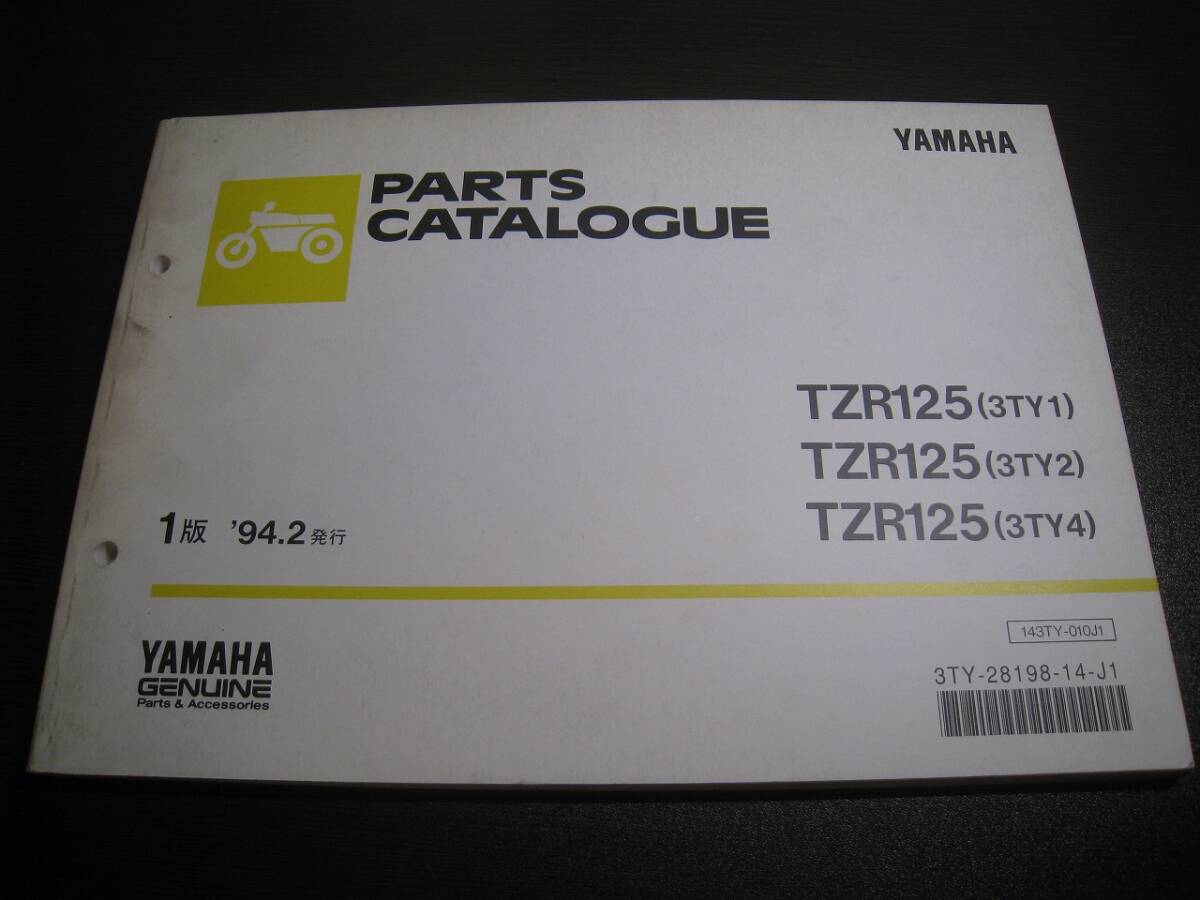 YAMAHA
PARTS
CATALOGUE
TZR125 (3TY1)
TZR125 (3TY2)
TZR125 (3TY4)
1版 '94.2発行
143TY-010J1
3TY-28198-14-J1
YAMAHA
GENUINE
Parts & Accessories